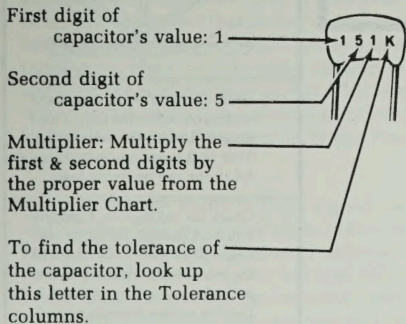 First digit of
capacitor's value: 1
1 5 1 K
Second digit of
capacitor's value: 5
Multiplier: Multiply the
first & second digits by
the proper value from the
Multiplier Chart.
To find the tolerance of
the capacitor, look up
this letter in the Tolerance
columns.